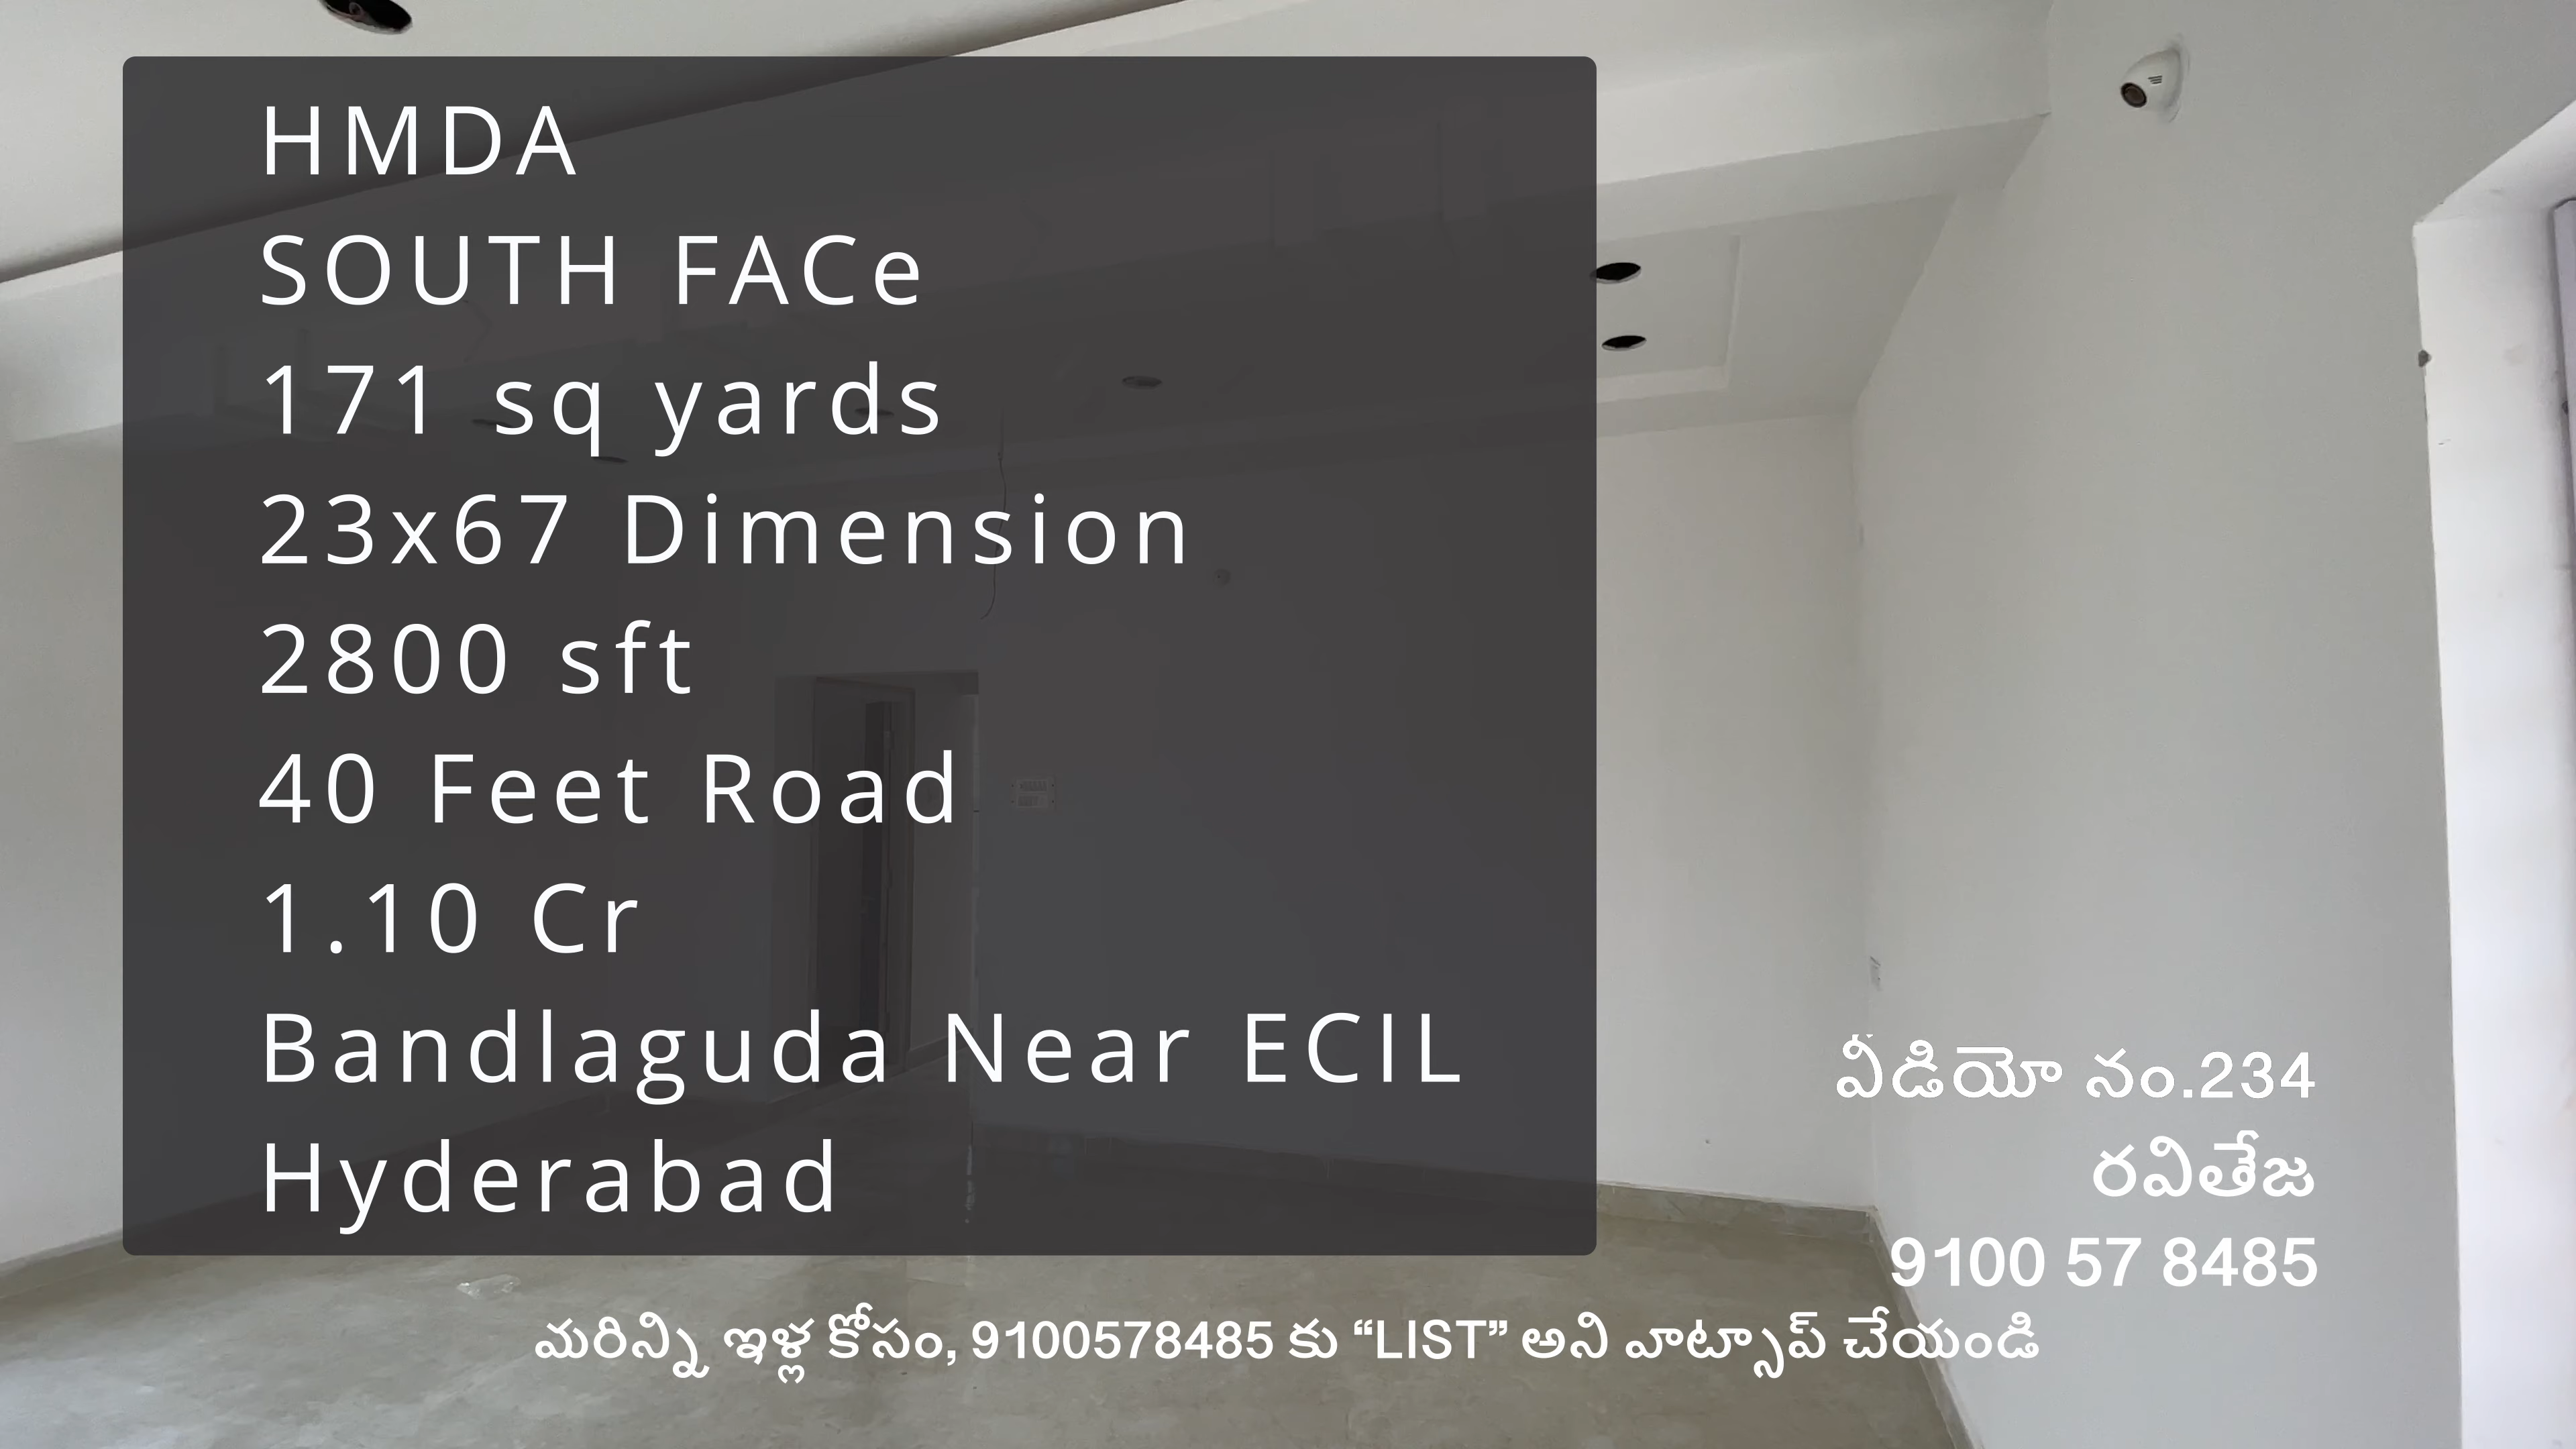 HMDA
SOUTH FACe
171 sq yards
23x67 Dimension
2800 sft
40 Feet Road
1.10 Cr
Bandlaguda Near ECIL
Hyderabad
వీడియో నం.234
రవితేజ
9100 57 8485
మరిన్ని ఇళ్ల కోసం, 9100578485 కు “LIST” అని వాట్సాప్ చేయండి